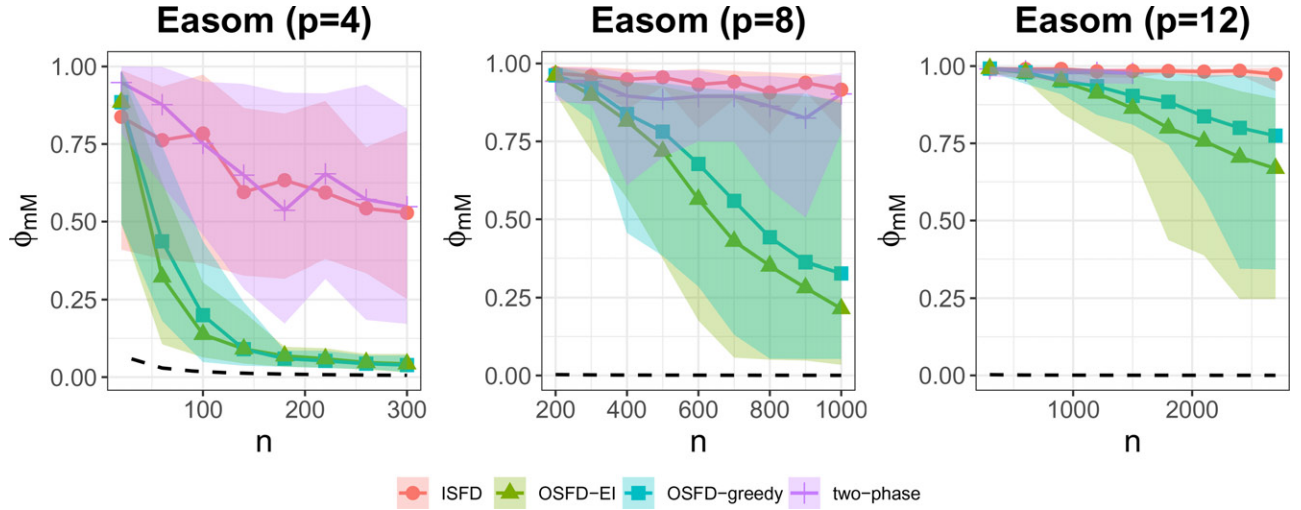 Easom (p=4)
Easom (p=8)
Easom (p=12)
ϕmM
1.00
0.75
0.50
0.25
0.00
100
200
300
n
ϕmM
1.00
0.75
0.50
0.25
0.00
200
400
600
800
1000
n
ϕmM
1.00
0.75
0.50
0.25
0.00
1000
2000
n
ISFD
OSFD-EI
OSFD-greedy
two-phase